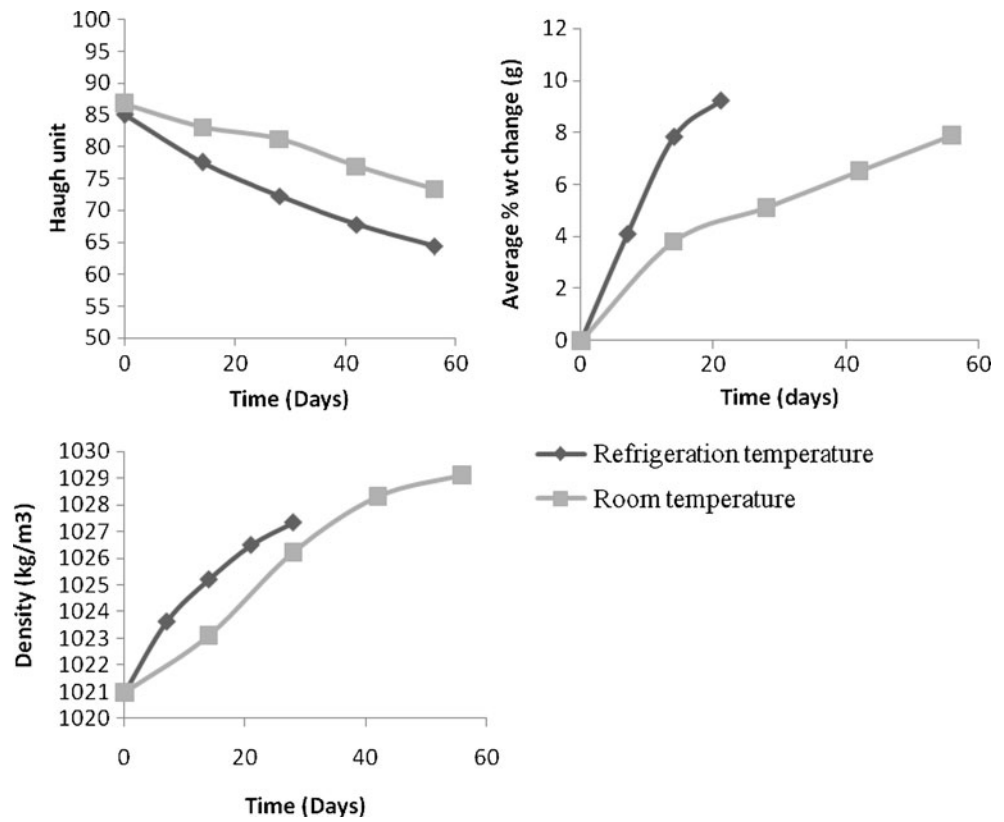 Haugh unit
100
95
90
85
80
75
70
65
60
55
50
0 20 40 60
Time (Days)
Average % wt change (g)
12
10
8
6
4
2
0
0 20 40 60
Time (days)
Density (kg/m3)
1030
1029
1028
1027
1026
1025
1024
1023
1022
1021
1020
0 20 40 60
Time (Days)
Refrigeration temperature
Room temperature